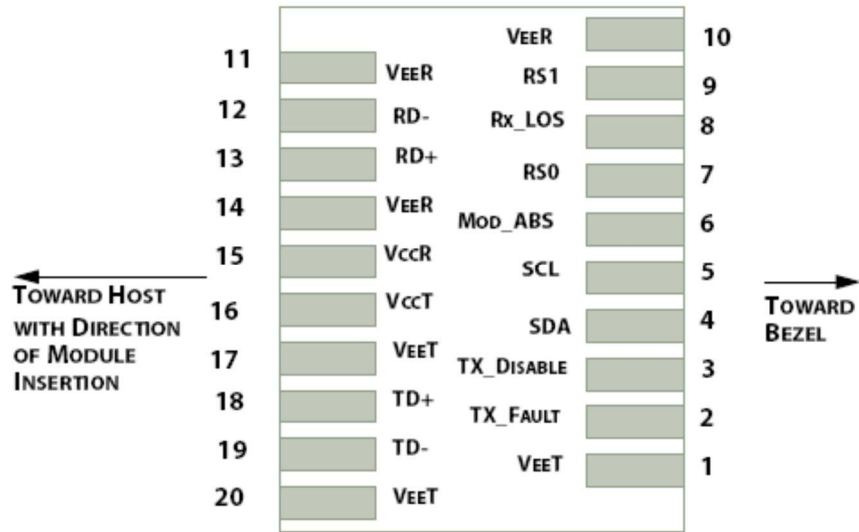 11 VEER
12 RD-
13 RD+
14 VEER
15 VCCR
16 VCCT
17 VEET
18 TD+
19 TD-
20 VEET
VEER 10
RS1 9
Rx_LOS 8
RS0 7
MOD_ABS 6
SCL 5
SDA 4
TX_DISABLE 3
TX_FAULT 2
VEET 1
TOWARD HOST
WITH DIRECTION
OF MODULE
INSERTION
TOWARD
BEZEL